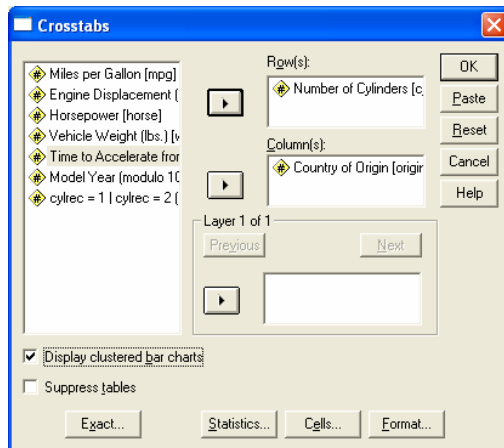 Crosstabs
Miles per Gallon [mpg]
Engine Displacement (
Horsepower [horse]
Vehicle Weight (lbs.) [w
Time to Accelerate from
Model Year (modulo 10
cylrec = 1 | cylrec = 2 (
Row(s):
Number of Cylinders [c
Column(s):
Country of Origin [origin
Layer 1 of 1
Previous
Next
OK
Paste
Reset
Cancel
Help
Display clustered bar charts
Suppress tables
Exact...
Statistics...
Cells...
Format...